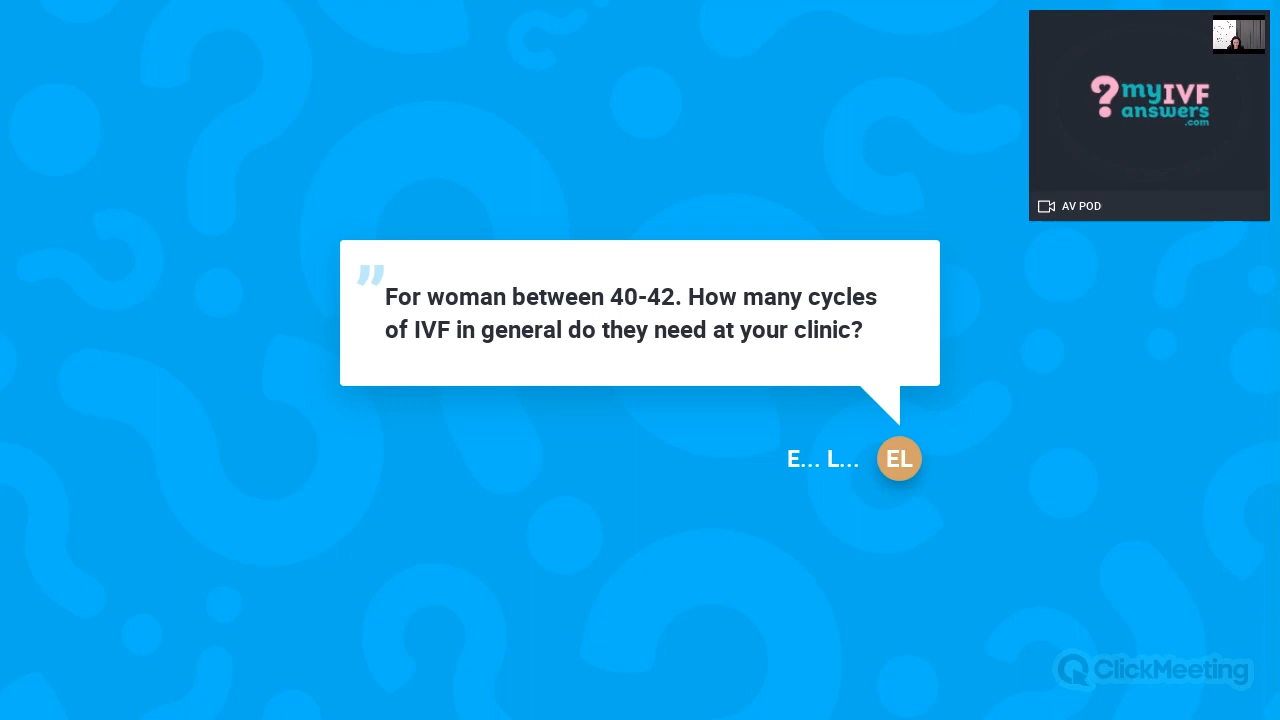 ?myIVF
answers
.com
AV POD
” For woman between 40-42. How many cycles
of IVF in general do they need at your clinic?
E... L... EL
ClickMeeting